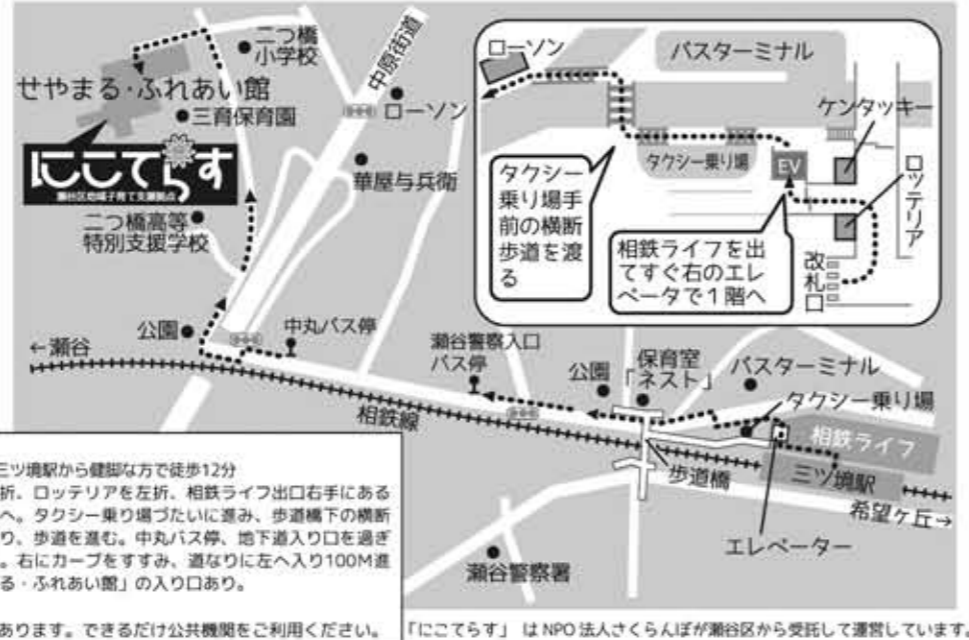 二つ橋
小学校
中原街道
ローソン
せやまる・ふれあい館
三育保育園
にこてらす
瀬谷区地域子育て支援拠点
華屋与兵衛
二つ橋高等
特別支援学校
公園
中丸バス停
←瀬谷
相鉄線
瀬谷警察入口
バス停
公園
保育室
「ネスト」
バスターミナル
タクシー乗り場
相鉄ライフ
三ツ境駅
歩道橋
希望ケ丘→
エレベーター
瀬谷警察署
ローソン
バスターミナル
ケンタッキー
タクシー乗り場
EV
ロッテリア
改札口
タクシー
乗り場手
前の横断
歩道を渡
る
相鉄ライフを出
てすぐ右のエレ
ベータで1階へ
三ツ境駅から健脚な方で徒歩12分
折、ロッテリアを左折、相鉄ライフ出口右手にある
へ。タクシー乗り場づたいに進み、歩道橋下の横断
り、歩道を進む。中丸バス停、地下道入り口を過ぎ
。右にカーブをすすみ、道なりに左へ入り100M進
る・ふれあい館」の入り口あり。
あります。できるだけ公共機関をご利用ください。
「にこてらす」 はNPO法人さくらんぼが瀬谷区から受託して運営しています